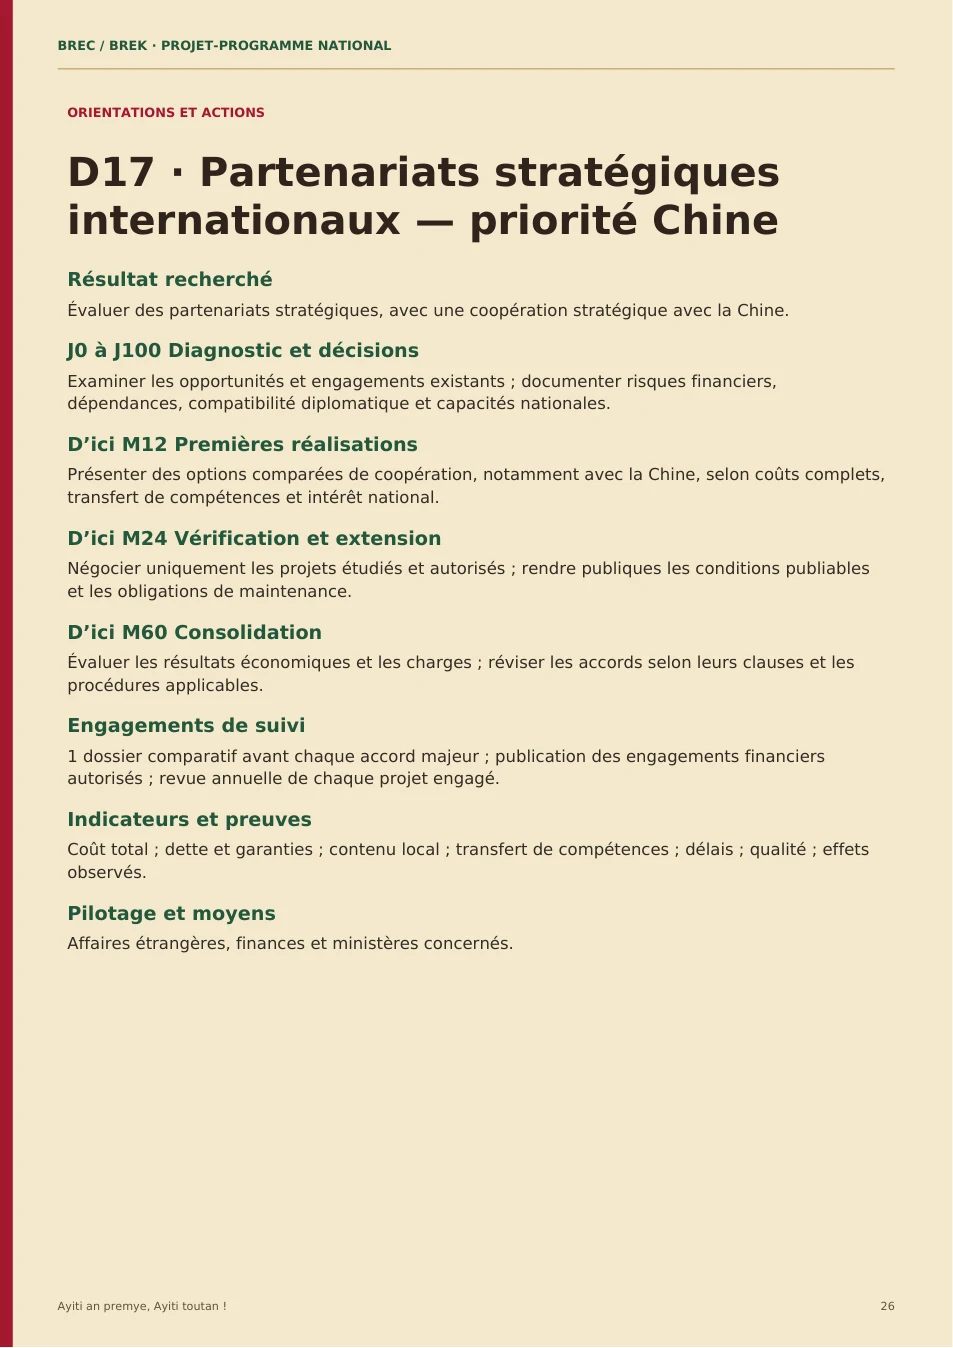 BREC / BREK · PROJET-PROGRAMME NATIONAL
ORIENTATIONS ET ACTIONS
D17 · Partenariats stratégiques
internationaux — priorité Chine
Résultat recherché
Évaluer des partenariats stratégiques, avec une coopération stratégique avec la Chine.
J0 à J100 Diagnostic et décisions
Examiner les opportunités et engagements existants ; documenter risques financiers,
dépendances, compatibilité diplomatique et capacités nationales.
D’ici M12 Premières réalisations
Présenter des options comparées de coopération, notamment avec la Chine, selon coûts complets,
transfert de compétences et intérêt national.
D’ici M24 Vérification et extension
Négocier uniquement les projets étudiés et autorisés ; rendre publiques les conditions publiables
et les obligations de maintenance.
D’ici M60 Consolidation
Évaluer les résultats économiques et les charges ; réviser les accords selon leurs clauses et les
procédures applicables.
Engagements de suivi
1 dossier comparatif avant chaque accord majeur ; publication des engagements financiers
autorisés ; revue annuelle de chaque projet engagé.
Indicateurs et preuves
Coût total ; dette et garanties ; contenu local ; transfert de compétences ; délais ; qualité ; effets
observés.
Pilotage et moyens
Affaires étrangères, finances et ministères concernés.
Ayiti an premye, Ayiti toutan !
26